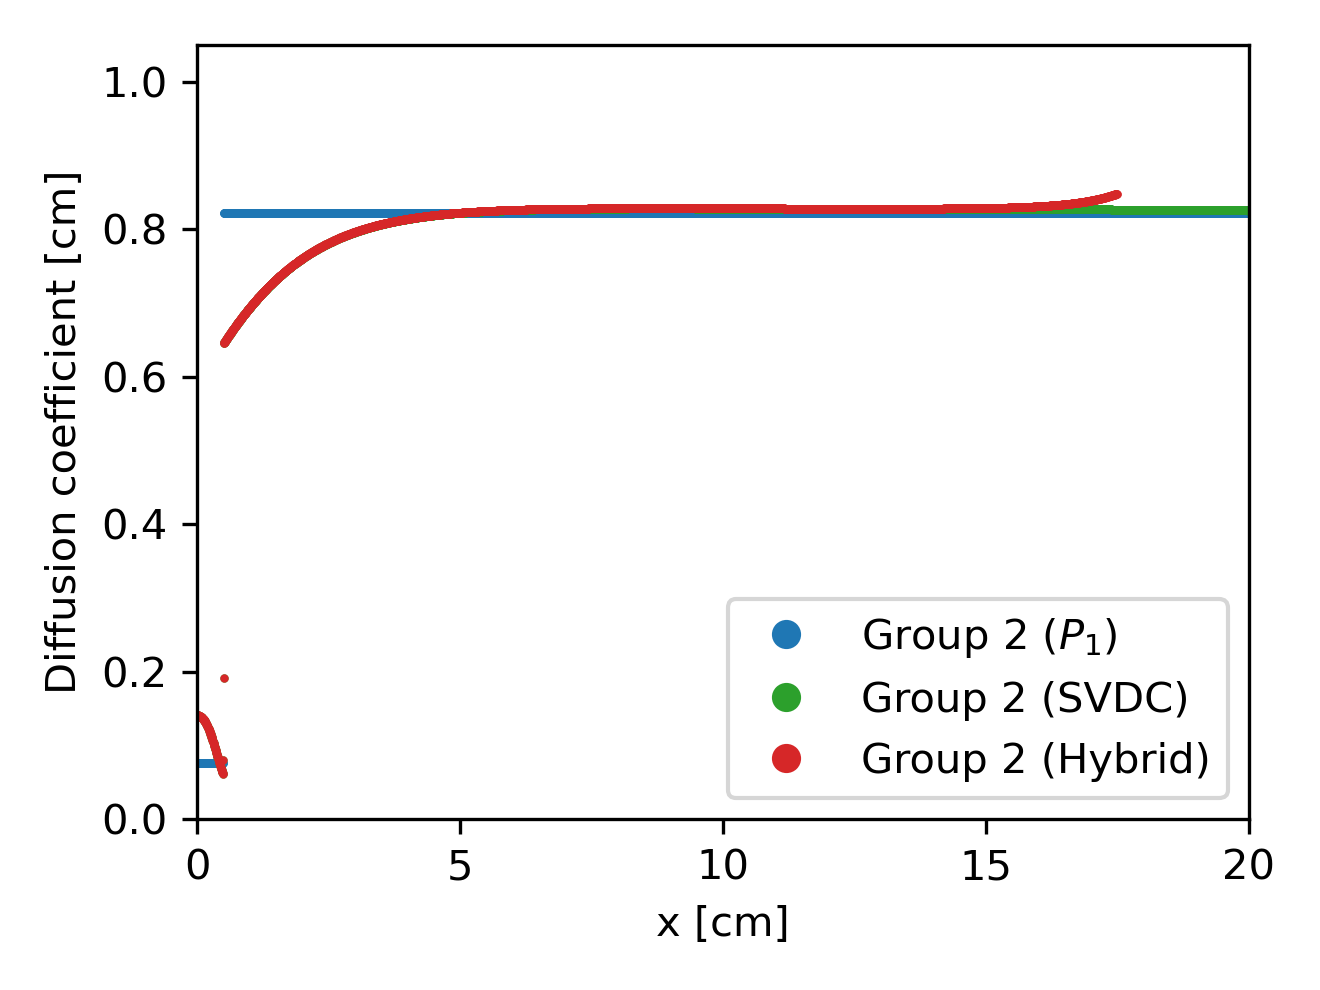 Diffusion coefficient [cm]
1.0
0.8
0.6
0.4
0.2
0.0
0 5 10 15 20
x [cm]
Group 2 (P₁)
Group 2 (SVDC)
Group 2 (Hybrid)